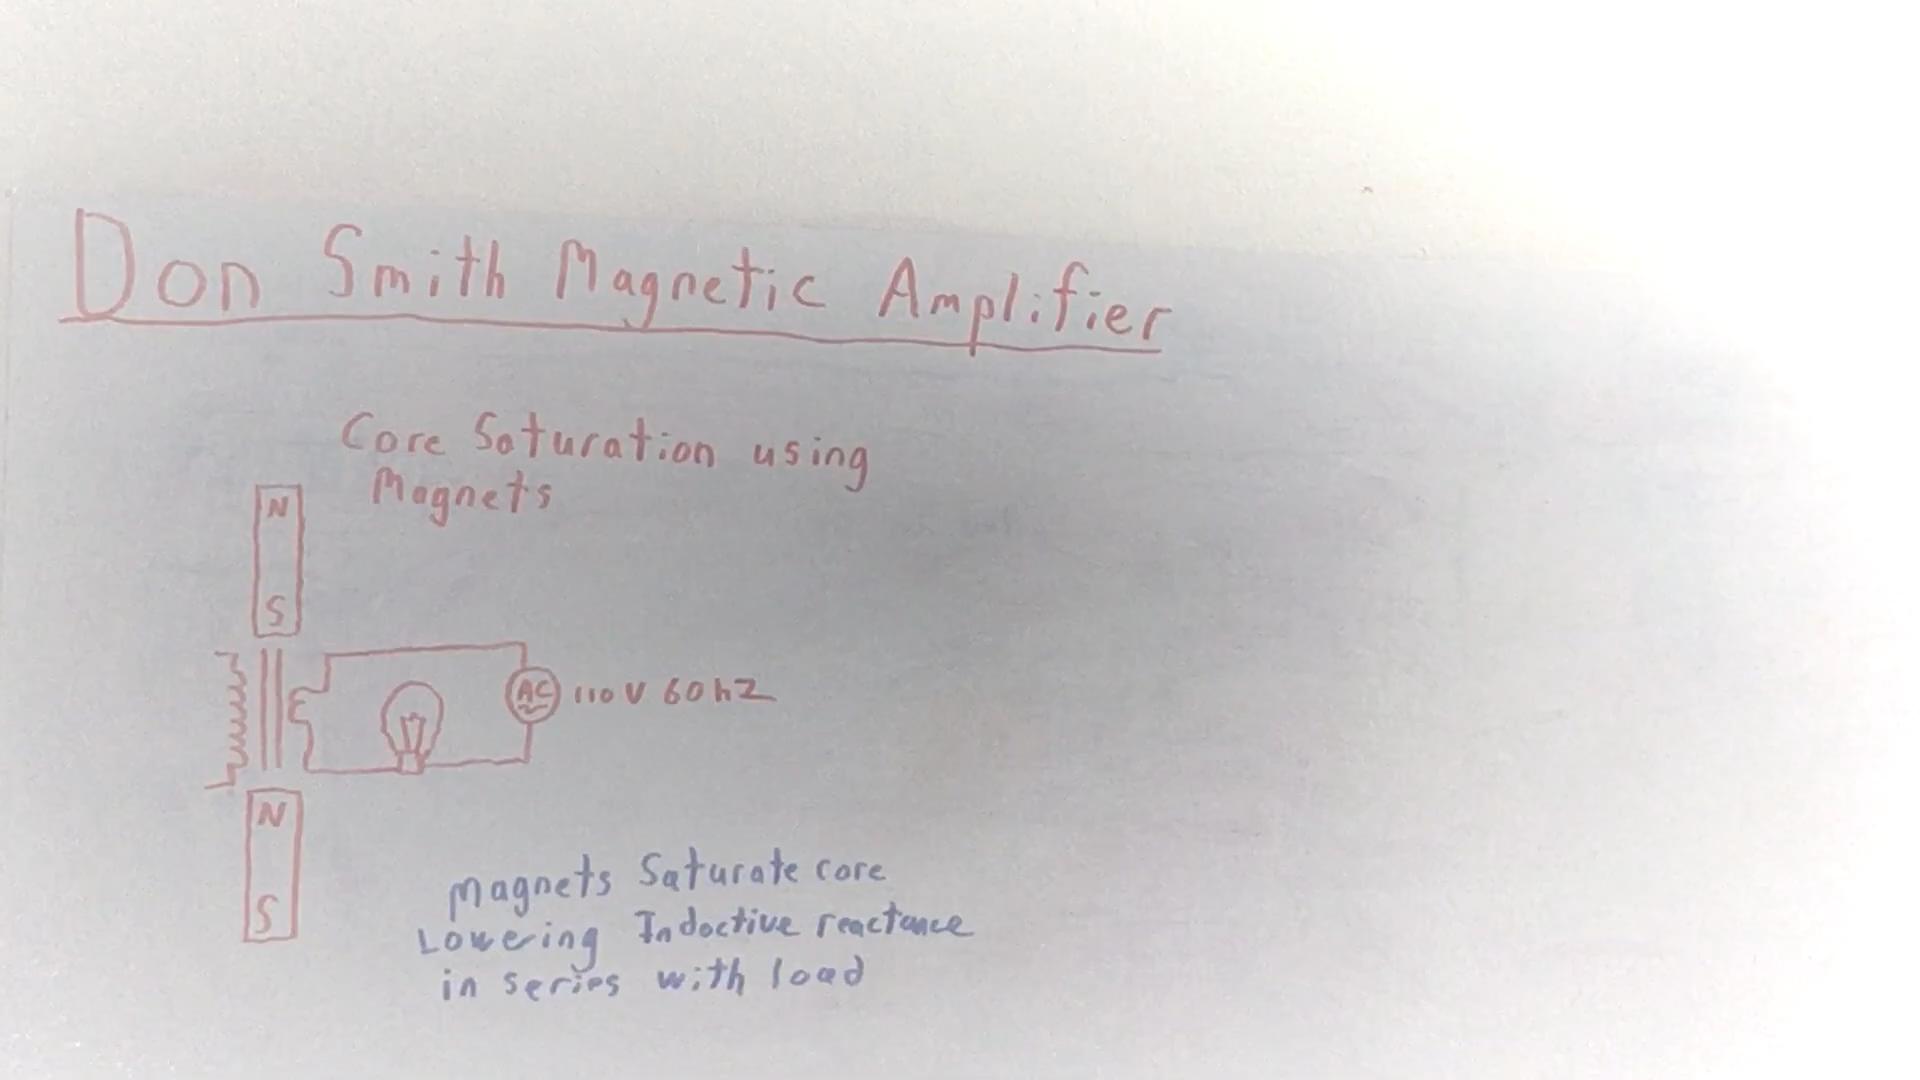 Don Smith Magnetic Amplifier
Core Saturation using
Magnets
N
S
AC 110V 60hZ
N
S
Magnets Saturate core
Lowering Indoctive reactance
in series with load